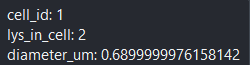 cell_id: 1
lys_in_cell: 2
diameter_um: 0.6899999976158142